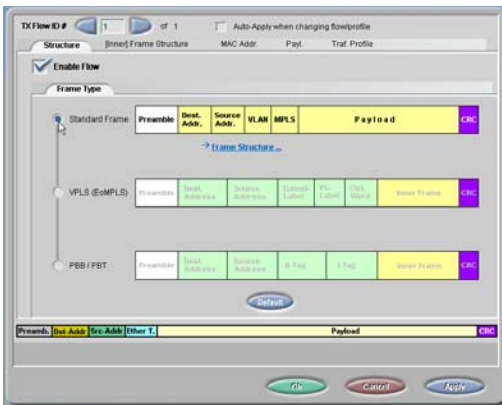 TX Flow ID # 1 of 1 Auto-Apply when changing flow/profile
Structure [Inner] Frame Structure MAC Addr. Payl. Traf. Profile
Enable Flow
Frame Type
Standard Frame Preamble Dest. Addr. Source Addr. VLAN MPLS Payload CRC
Frame Structure ...
VPLS (EoMPLS) Preamble Dest. Address Source Address Tunnel Label VC Label Ctrl. Word Inner Frame CRC
PBB / PBT Preamble Dest. Address Source Address B-Tag I-Tag Inner Frame CRC
Default
Preamb. Dst-Addr Src-Addr Ether T. Payload CRC
Ok Cancel Apply